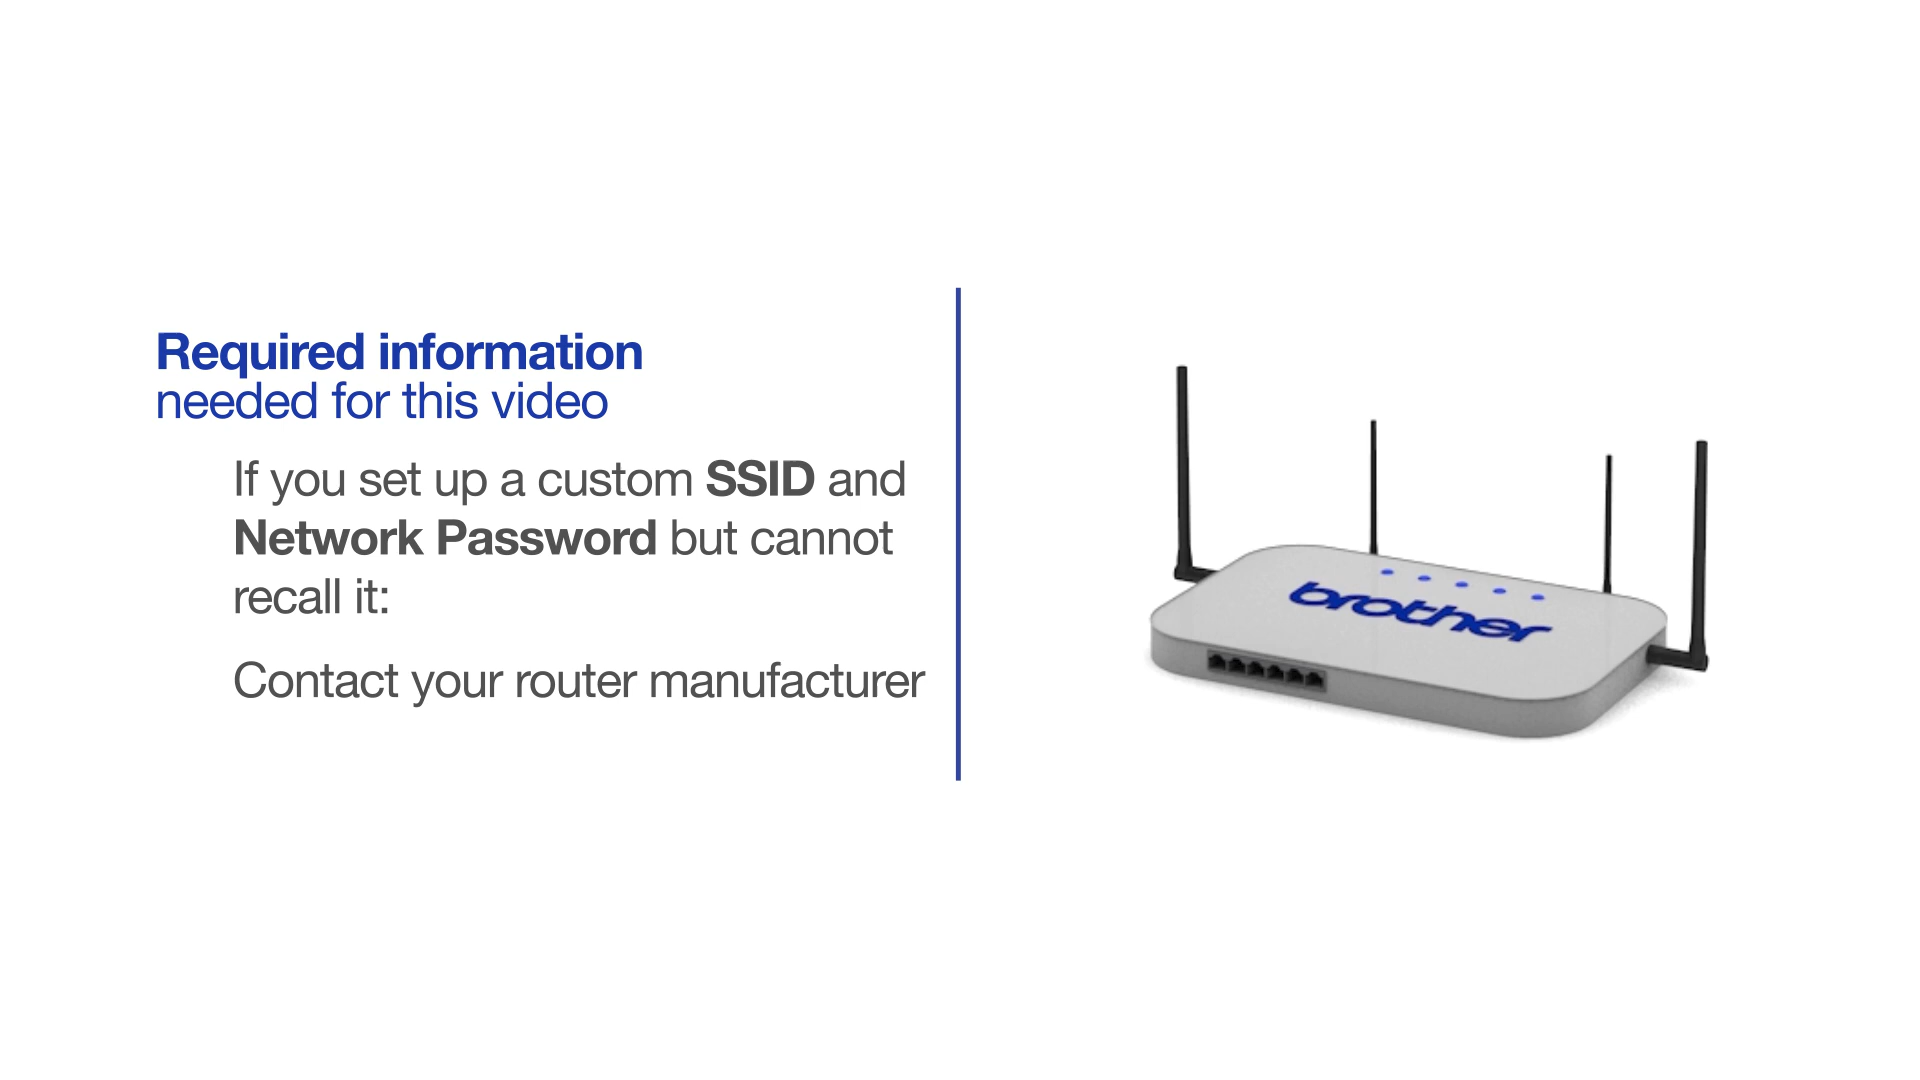 Required information
needed for this video
If you set up a custom SSID and
Network Password but cannot
recall it:
Contact your router manufacturer
brother